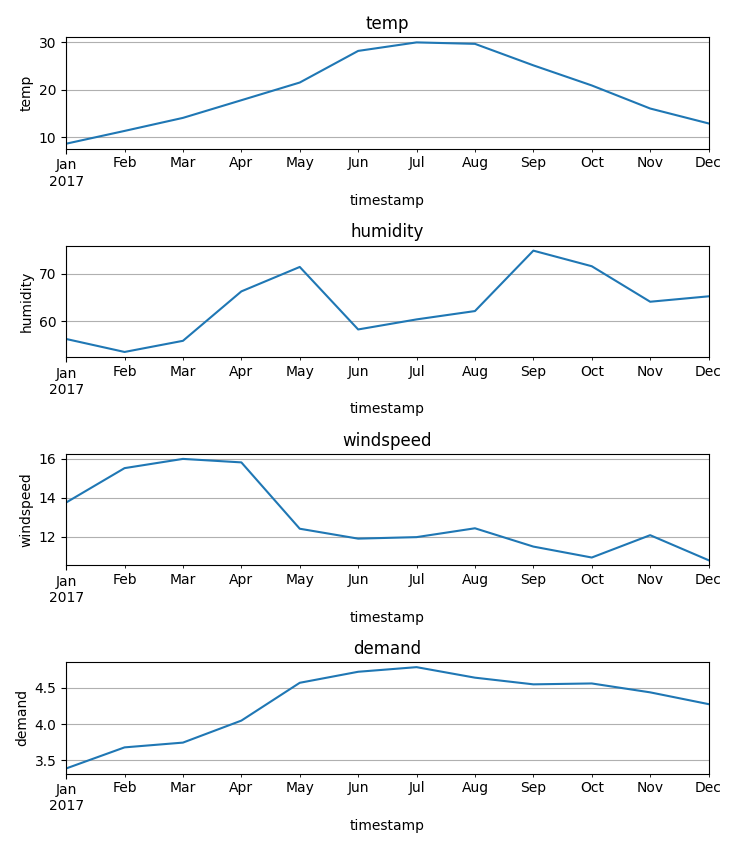 temp
30
20
10
temp
Jan Feb Mar Apr May Jun Jul Aug Sep Oct Nov Dec
2017
timestamp
humidity
70
60
humidity
Jan Feb Mar Apr May Jun Jul Aug Sep Oct Nov Dec
2017
timestamp
windspeed
16
14
12
windspeed
Jan Feb Mar Apr May Jun Jul Aug Sep Oct Nov Dec
2017
timestamp
demand
4.5
4.0
3.5
demand
Jan Feb Mar Apr May Jun Jul Aug Sep Oct Nov Dec
2017
timestamp